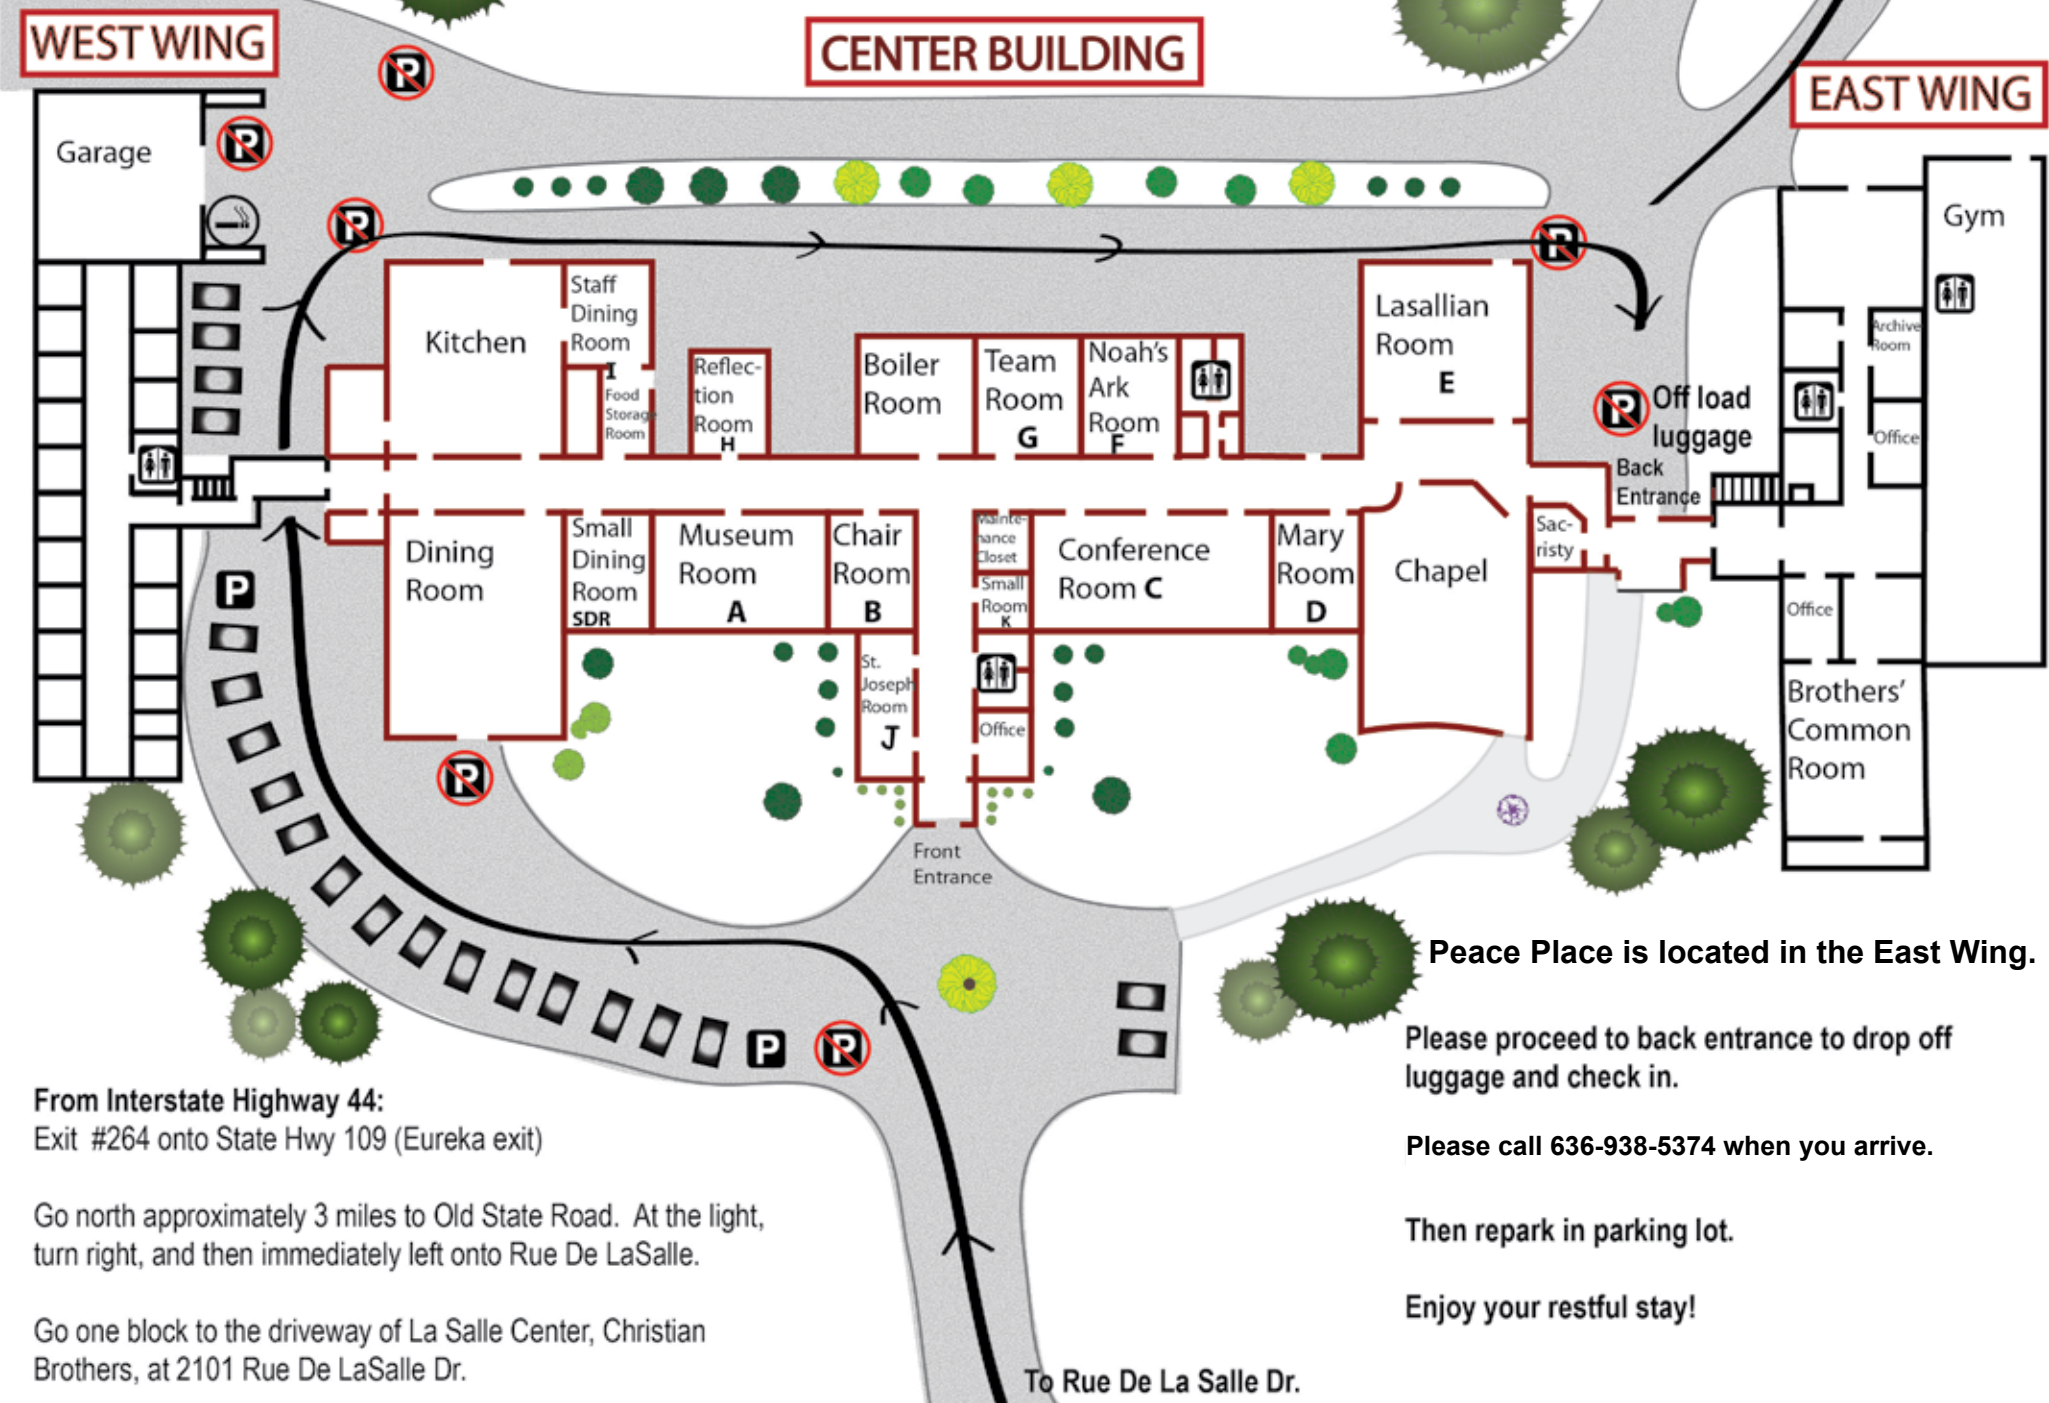 WEST WING
CENTER BUILDING
EAST WING
Garage
P
P
P
P
Gym
Kitchen
Staff
Dining
Room
I
Food
Storage
Room
Reflec-
tion
Room
H
Boiler
Room
Team
Room
G
Noah's
Ark
Room
F
Lasallian
Room
E
Archive
Room
Office
P
Off load
luggage
Back
Entrance
Dining
Room
Small
Dining
Room
SDR
Museum
Room
A
Chair
Room
B
Mainte-
nance
Closet
Small
Room
K
Conference
Room C
Mary
Room
D
Chapel
Sac-
risty
Office
P
St.
Joseph
Room
J
Office
Brothers'
Common
Room
P
Front
Entrance
P
P
Peace Place is located in the East Wing.
Please proceed to back entrance to drop off
luggage and check in.
Please call 636-938-5374 when you arrive.
Then repark in parking lot.
Enjoy your restful stay!
From Interstate Highway 44:
Exit #264 onto State Hwy 109 (Eureka exit)
Go north approximately 3 miles to Old State Road. At the light,
turn right, and then immediately left onto Rue De LaSalle.
Go one block to the driveway of La Salle Center, Christian
Brothers, at 2101 Rue De LaSalle Dr.
To Rue De La Salle Dr.